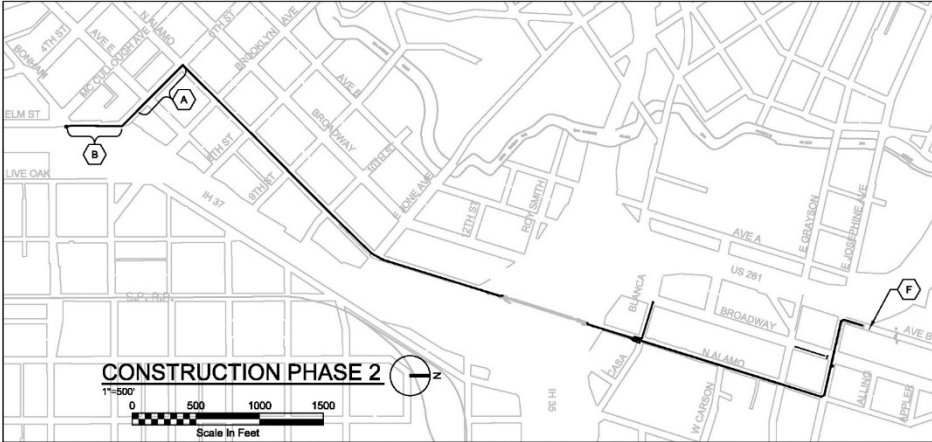 BONHAM
4TH ST
AVE E
MC CULLOUGH AVE
N ALAMO
6TH ST
BROOKLYN AVE
AVE B
BROADWAY
10TH ST
ELM ST
A
B
LIVE OAK
IH 37
9TH ST
E JONE AVE
12TH ST
ROY SMITH
AVE A
US 281
E GRAYSON
E JOSEPHINE AVE
S.P. R.R.
BLANCA
BROADWAY
F
AVE B
CASA
N ALAMO
W CARSON
ALLING
APPLER
IH 35
CONSTRUCTION PHASE 2
1"=500'
N
0 500 1000 1500
Scale In Feet